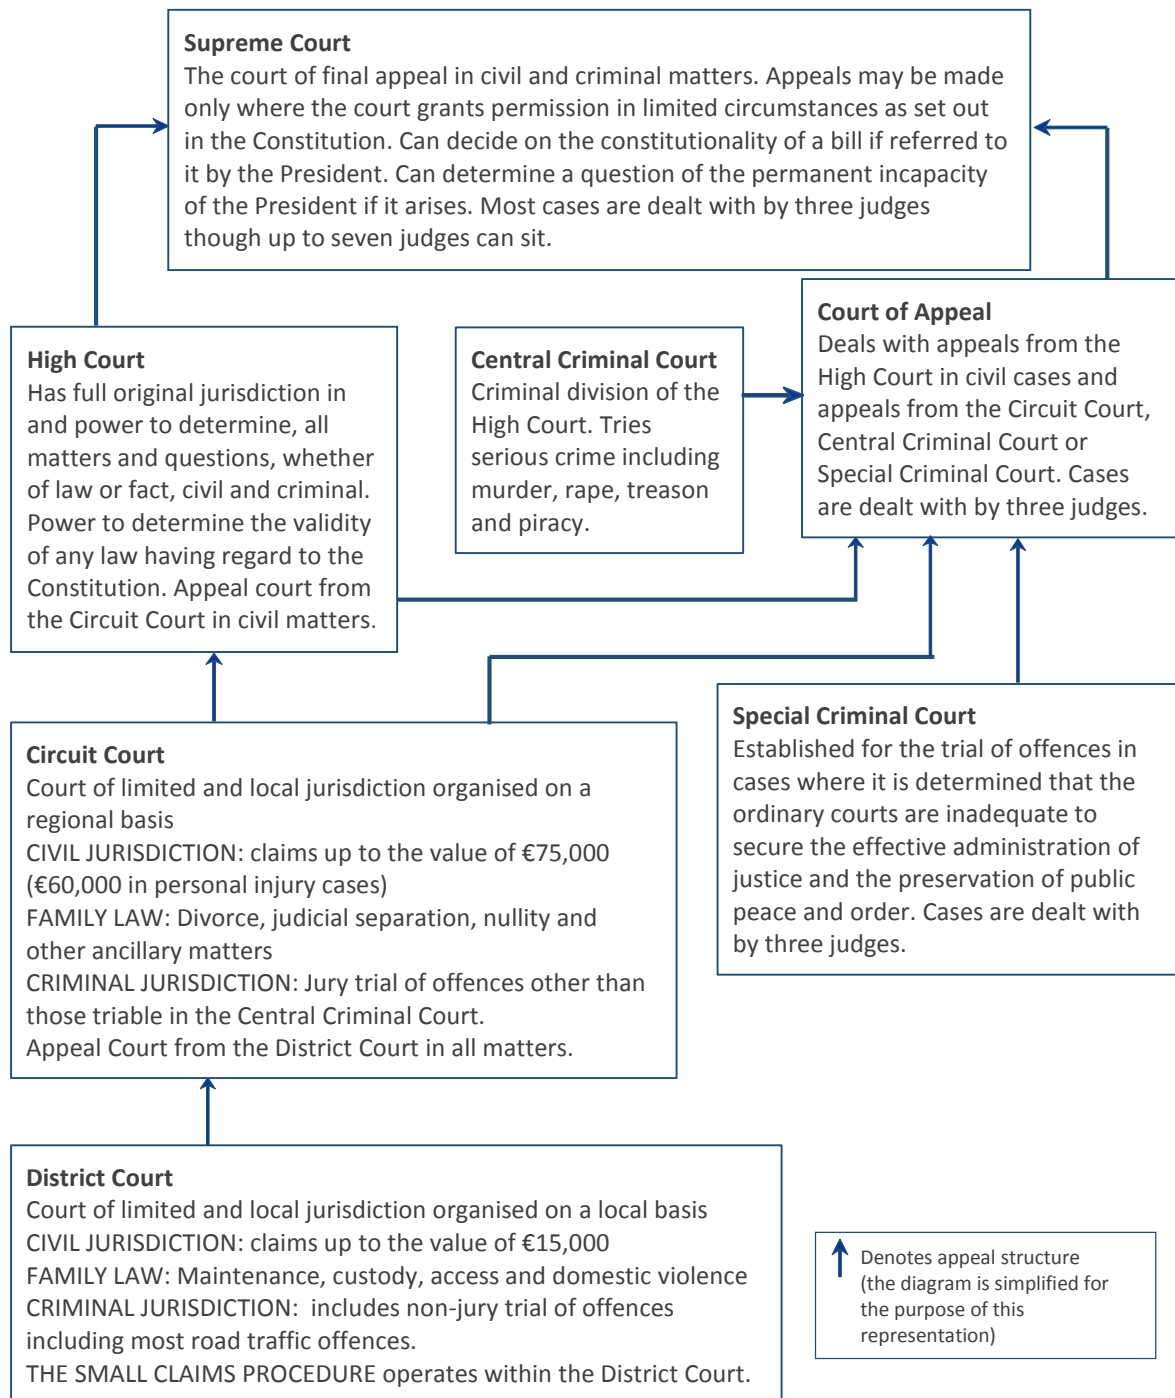 Supreme Court
The court of final appeal in civil and criminal matters. Appeals may be made
only where the court grants permission in limited circumstances as set out
in the Constitution. Can decide on the constitutionality of a bill if referred to
it by the President. Can determine a question of the permanent incapacity
of the President if it arises. Most cases are dealt with by three judges
though up to seven judges can sit.
High Court
Has full original jurisdiction in
and power to determine, all
matters and questions, whether
of law or fact, civil and criminal.
Power to determine the validity
of any law having regard to the
Constitution. Appeal court from
the Circuit Court in civil matters.
Central Criminal Court
Criminal division of the
High Court. Tries
serious crime including
murder, rape, treason
and piracy.
Court of Appeal
Deals with appeals from the
High Court in civil cases and
appeals from the Circuit Court,
Central Criminal Court or
Special Criminal Court. Cases
are dealt with by three judges.
Circuit Court
Court of limited and local jurisdiction organised on a
regional basis
CIVIL JURISDICTION: claims up to the value of €75,000
(€60,000 in personal injury cases)
FAMILY LAW: Divorce, judicial separation, nullity and
other ancillary matters
CRIMINAL JURISDICTION: Jury trial of offences other than
those triable in the Central Criminal Court.
Appeal Court from the District Court in all matters.
Special Criminal Court
Established for the trial of offences in
cases where it is determined that the
ordinary courts are inadequate to
secure the effective administration of
justice and the preservation of public
peace and order. Cases are dealt with
by three judges.
District Court
Court of limited and local jurisdiction organised on a local basis
CIVIL JURISDICTION: claims up to the value of €15,000
FAMILY LAW: Maintenance, custody, access and domestic violence
CRIMINAL JURISDICTION:  includes non-jury trial of offences
including most road traffic offences.
THE SMALL CLAIMS PROCEDURE operates within the District Court.
Denotes appeal structure
(the diagram is simplified for
the purpose of this
representation)